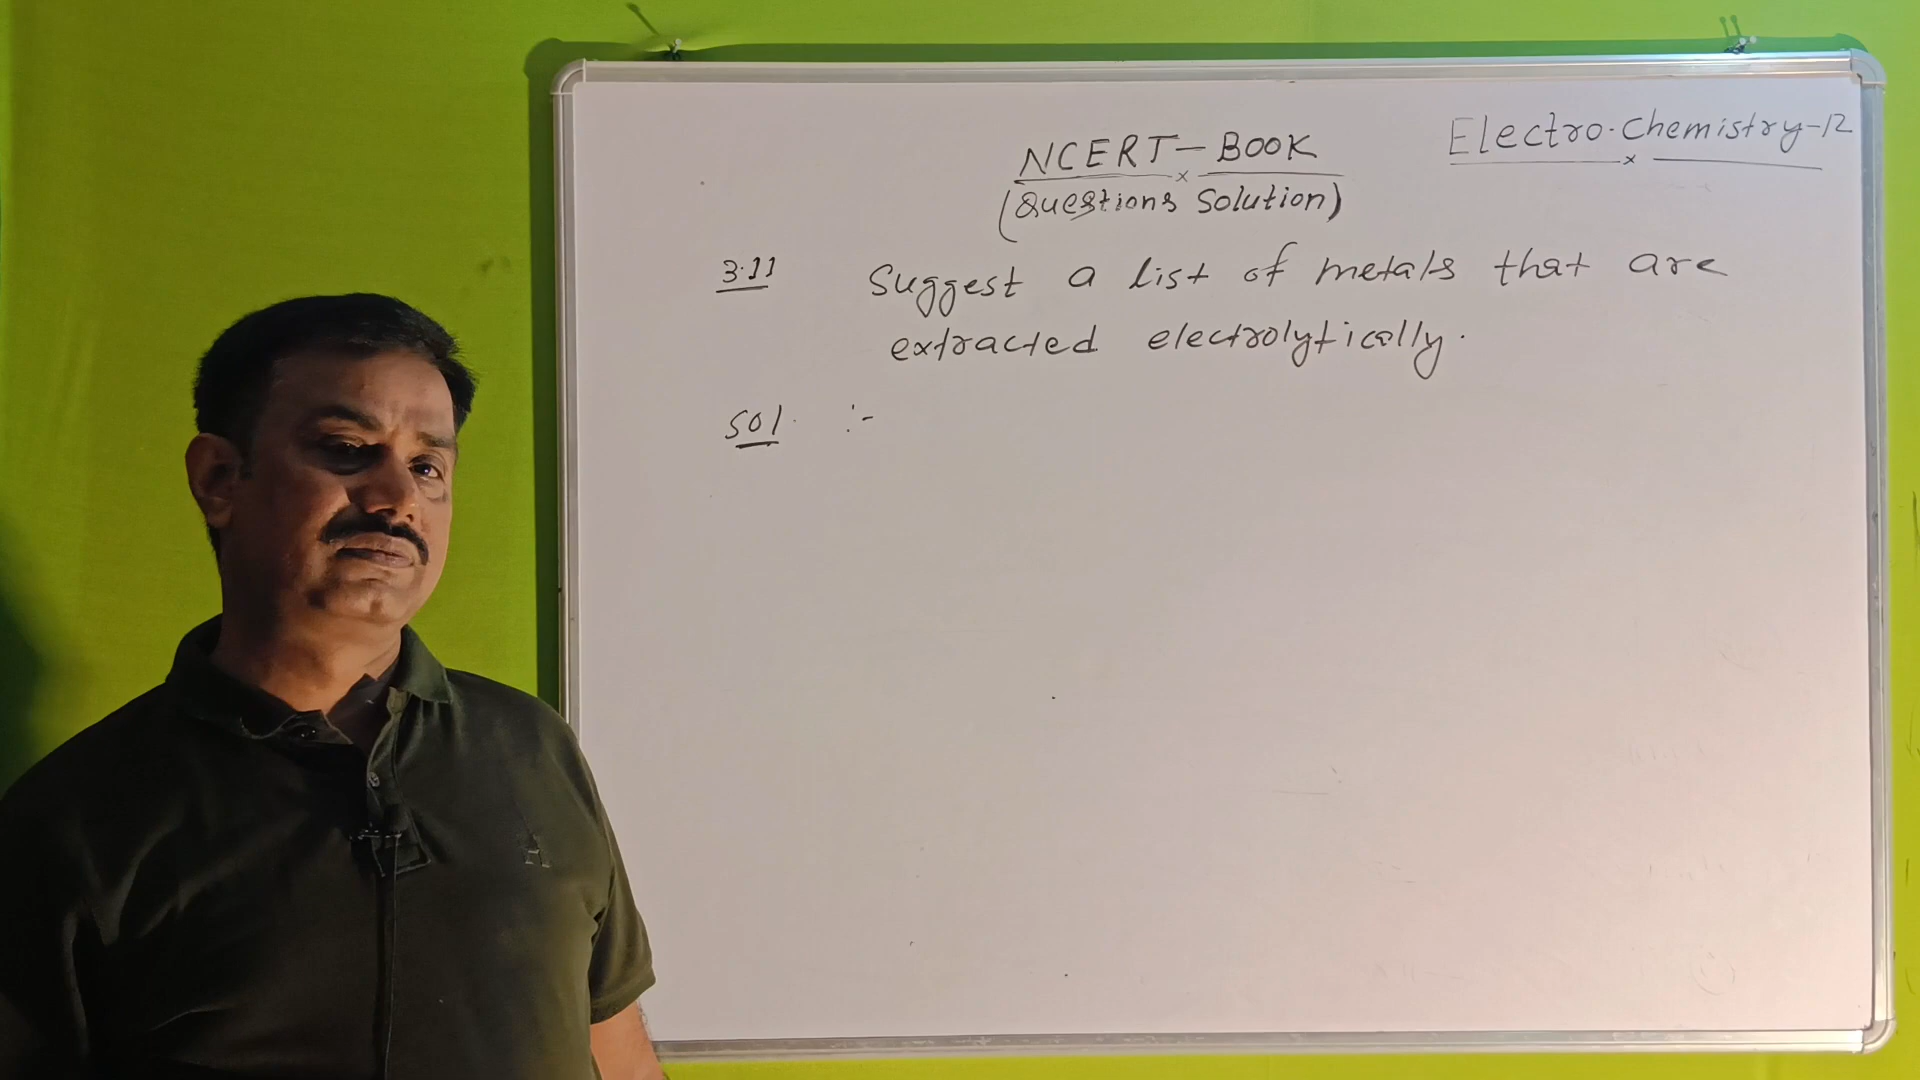 Electro-Chemistry-12
NCERT-BOOK
(Questions Solution)
3.11 Suggest a list of metals that are
extracted electrolytically.
Sol. :-